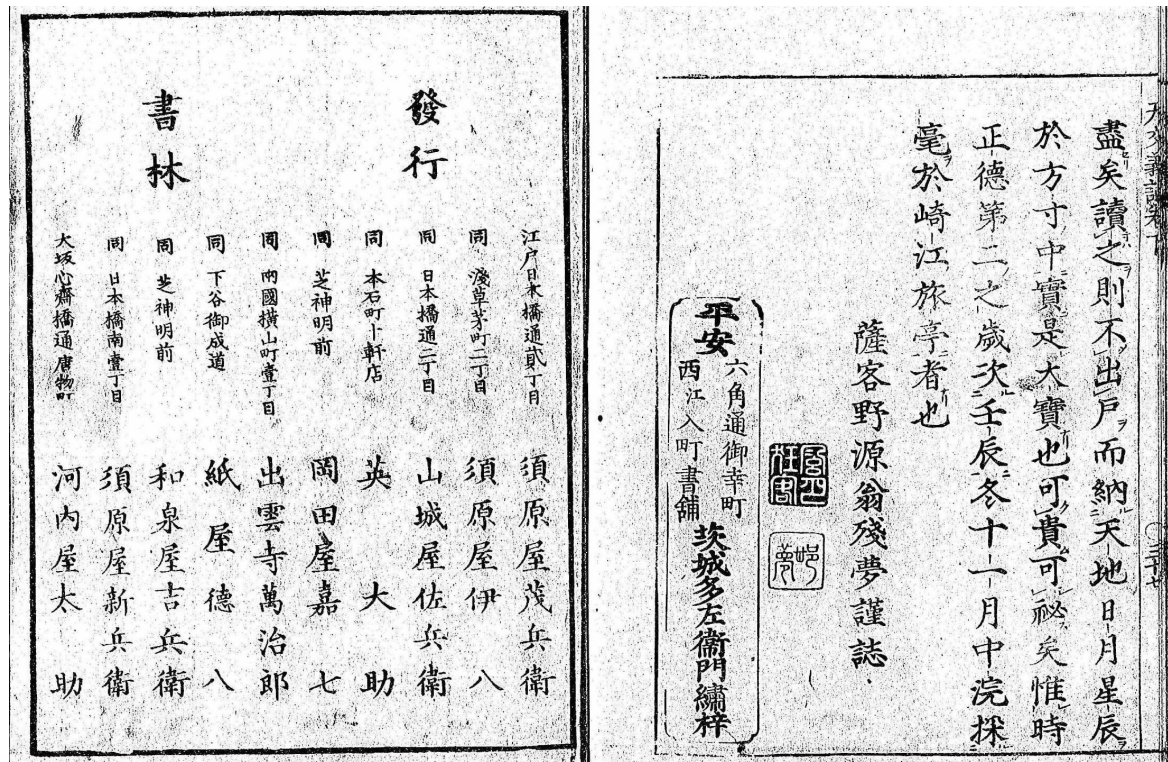 盡矣讀之則不出戸而納天地日月星辰
於方寸中寶是大寶也可貴可祕矣惟時
正德第二之歳次壬辰冬十一月中浣採
毫於崎江旅亭者也
薩客野源翁殘夢謹誌
平安
六角通御幸町
西江入町書舗
茨城多左衞門繡梓
發行
書林
江戸日本橋通貳丁目 須原屋茂兵衞
同 淺草茅町二丁目 須原屋伊八
同 日本橋通二丁目 山城屋佐兵衞
同 本石町十軒店 英大助
同 芝神明前 岡田屋嘉七
同 兩國横山町壹丁目 出雲寺萬治郎
同 下谷御成道 紙屋德八
同 芝神明前 和泉屋吉兵衞
同 日本橋南壹丁目 須原屋新兵衞
大坂心齋橋通唐物町 河内屋太助